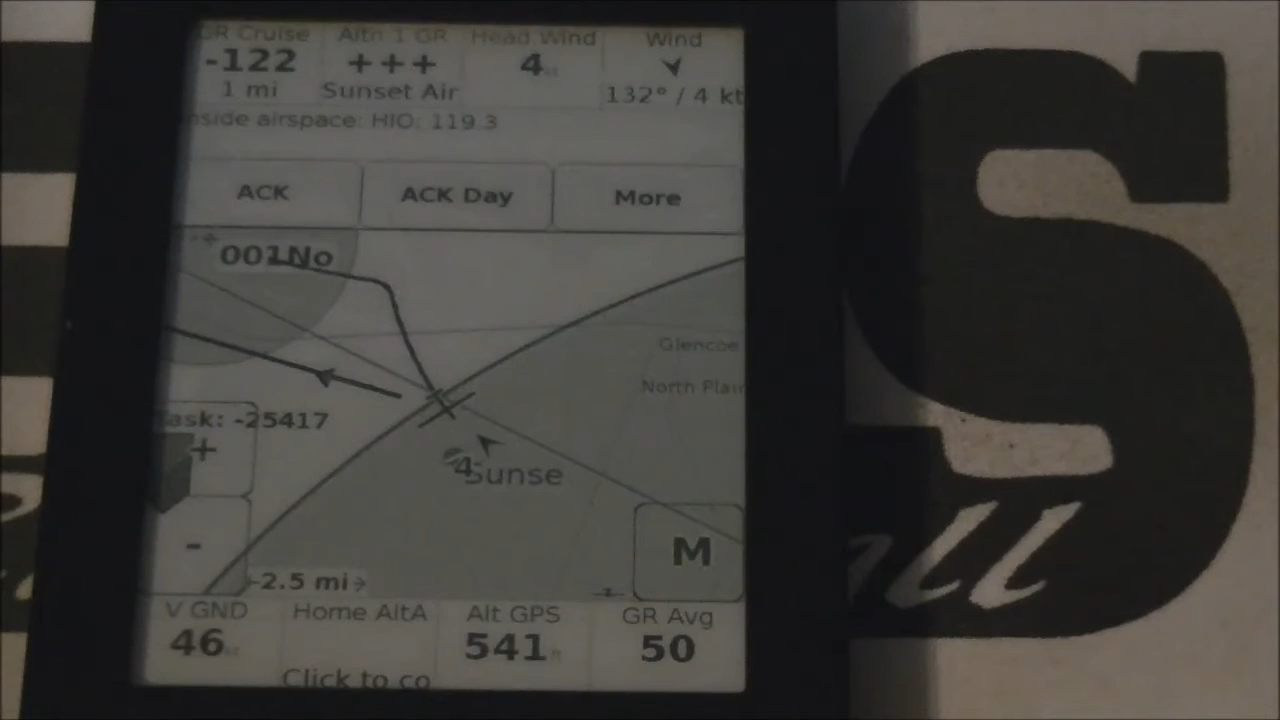 GR Cruise Altn 1 GR Head Wind Wind
-122 +++ 4
1 mi Sunset Air 132° / 4 kt
nside airspace: HIO: 119.3
ACK ACK Day More
001No
Glencoe
North Plain
ask: -25417
+
4 Sunse
-
M
2.5 mi
V GND Home AltA Alt GPS GR Avg
46 541 50
Click to co
S
all